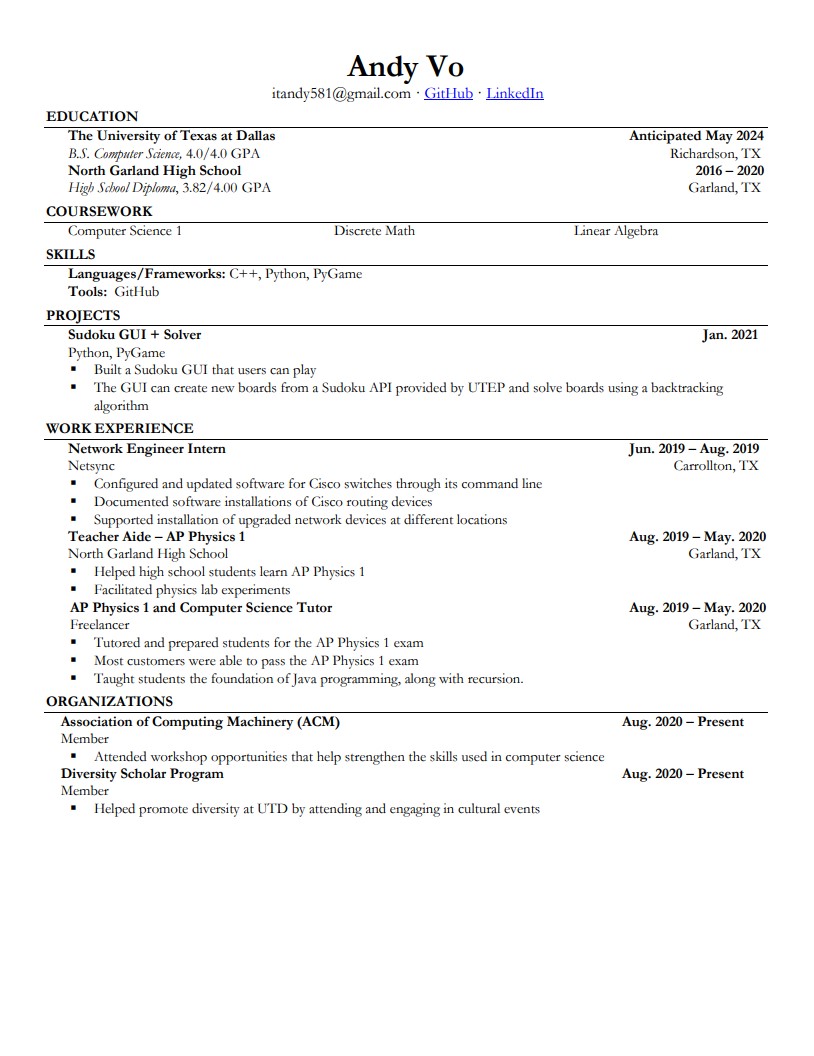 Andy Vo
itandy581@gmail.com · GitHub · LinkedIn
EDUCATION
The University of Texas at Dallas Anticipated May 2024
B.S. Computer Science, 4.0/4.0 GPA Richardson, TX
North Garland High School 2016 – 2020
High School Diploma, 3.82/4.00 GPA Garland, TX
COURSEWORK
Computer Science 1 Discrete Math Linear Algebra
SKILLS
Languages/Frameworks: C++, Python, PyGame
Tools: GitHub
PROJECTS
Sudoku GUI + Solver Jan. 2021
Python, PyGame
▪ Built a Sudoku GUI that users can play
▪ The GUI can create new boards from a Sudoku API provided by UTEP and solve boards using a backtracking
algorithm
WORK EXPERIENCE
Network Engineer Intern Jun. 2019 – Aug. 2019
Netsync Carrollton, TX
▪ Configured and updated software for Cisco switches through its command line
▪ Documented software installations of Cisco routing devices
▪ Supported installation of upgraded network devices at different locations
Teacher Aide – AP Physics 1 Aug. 2019 – May. 2020
North Garland High School Garland, TX
▪ Helped high school students learn AP Physics 1
▪ Facilitated physics lab experiments
AP Physics 1 and Computer Science Tutor Aug. 2019 – May. 2020
Freelancer Garland, TX
▪ Tutored and prepared students for the AP Physics 1 exam
▪ Most customers were able to pass the AP Physics 1 exam
▪ Taught students the foundation of Java programming, along with recursion.
ORGANIZATIONS
Association of Computing Machinery (ACM) Aug. 2020 – Present
Member
▪ Attended workshop opportunities that help strengthen the skills used in computer science
Diversity Scholar Program Aug. 2020 – Present
Member
▪ Helped promote diversity at UTD by attending and engaging in cultural events